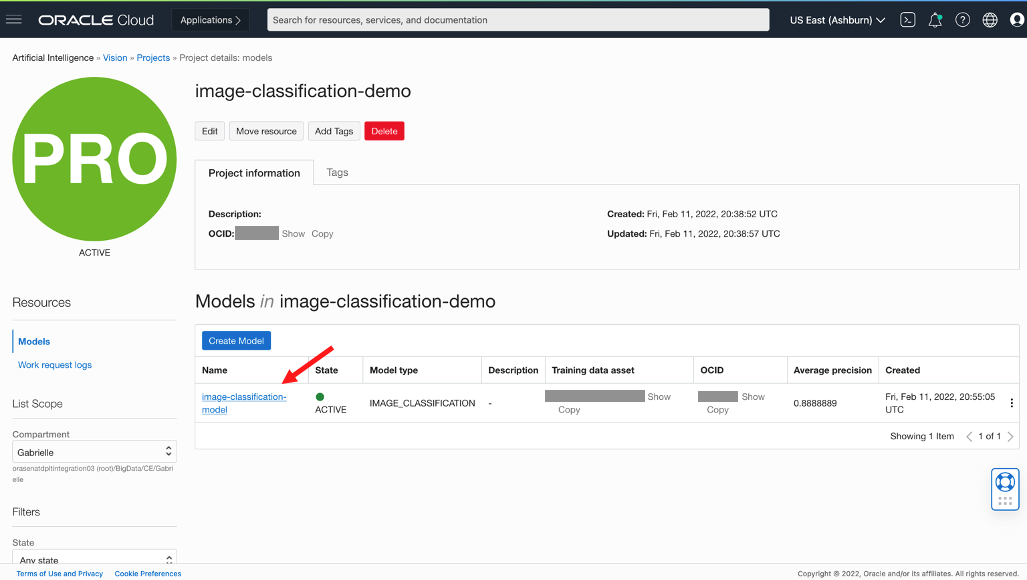 ORACLE Cloud
Applications
Search for resources, services, and documentation
US East (Ashburn)
Artificial Intelligence » Vision » Projects » Project details: models
PRO
ACTIVE
image-classification-demo
Edit
Move resource
Add Tags
Delete
Project information
Tags
Description:
OCID: Show Copy
Created: Fri, Feb 11, 2022, 20:38:52 UTC
Updated: Fri, Feb 11, 2022, 20:38:57 UTC
Resources
Models
Work request logs
List Scope
Compartment
Gabrielle
orasenatdpltintegration03 (root)/BigData/CE/Gabri
elle
Filters
State
Any state
Models in image-classification-demo
Create Model
Name State Model type Description Training data asset OCID Average precision Created
image-classification-
model
ACTIVE
IMAGE_CLASSIFICATION
-
Show
Copy
Show
Copy
0.8888889
Fri, Feb 11, 2022, 20:55:05
UTC
Showing 1 Item
1 of 1
Terms of Use and Privacy
Cookie Preferences
Copyright © 2022, Oracle and/or its affiliates. All rights reserved.